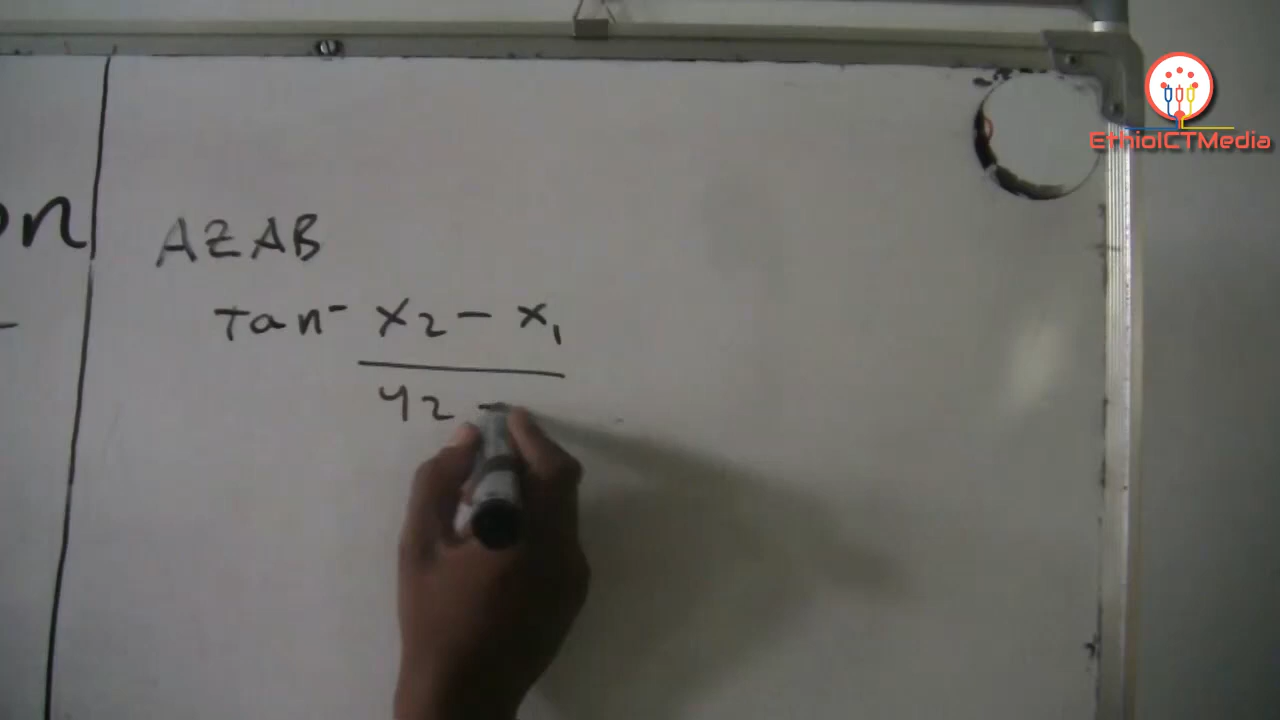 EthioICTMedia
on
AZAB
Tan⁻ x2 - x1
y2 -